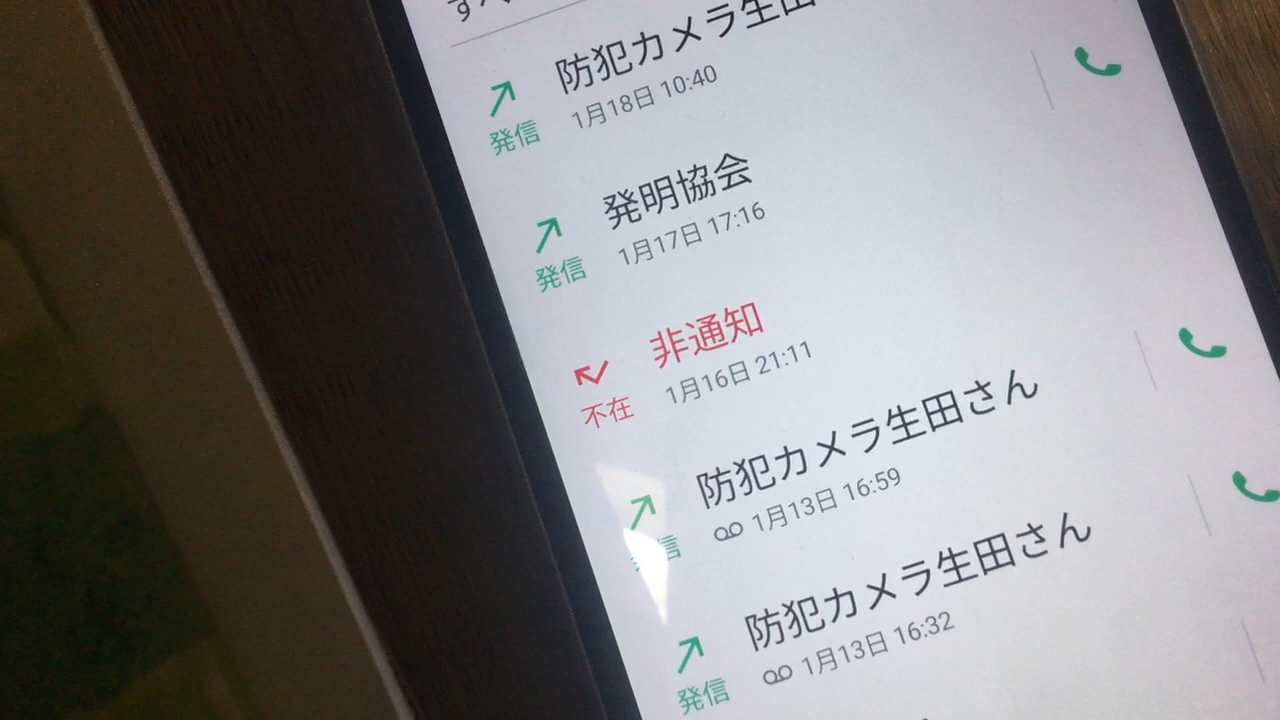 防犯カメラ生田
1月18日 10:40
発信
発明協会
1月17日 17:16
発信
非通知
1月16日 21:11
不在
防犯カメラ生田さん
1月13日 16:59
発信
防犯カメラ生田さん
1月13日 16:32
発信